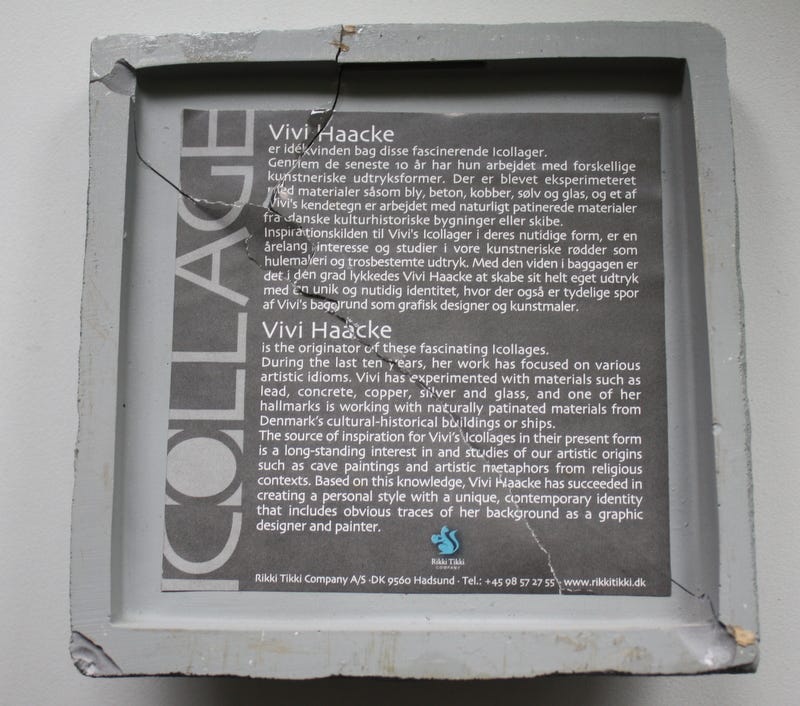 ICOLLAGE
Vivi Haacke
er idékvinden bag disse fascinerende Icollager.
Gennem de seneste 10 år har hun arbejdet med forskellige
kunstneriske udtryksformer. Der er blevet eksperimenteret
med materialer såsom bly, beton, kobber, sølv og glas, og et af
Vivi's kendetegn er arbejdet med naturligt patinerede materialer
fra danske kulturhistoriske bygninger eller skibe.
Inspirationskilden til Vivi's Icollager i deres nutidige form, er en
årelang interesse og studier i vore kunstneriske rødder som
hulemaleri og trosbestemte udtryk. Med den viden i baggagen er
det i den grad lykkedes Vivi Haacke at skabe sit helt eget udtryk
med en unik og nutidig identitet, hvor der også er tydelige spor
af Vivi's baggrund som grafisk designer og kunstmaler.
Vivi Haacke
is the originator of these fascinating Icollages.
During the last ten years, her work has focused on various
artistic idioms. Vivi has experimented with materials such as
lead, concrete, copper, silver and glass, and one of her
hallmarks is working with naturally patinated materials from
Denmark's cultural-historical buildings or ships.
The source of inspiration for Vivi's Icollages in their present form
is a long-standing interest in and studies of our artistic origins
such as cave paintings and artistic metaphors from religious
contexts. Based on this knowledge, Vivi Haacke has succeeded in
creating a personal style with a unique, contemporary identity
that includes obvious traces of her background as a graphic
designer and painter.
Rikki Tikki
COMPANY
Rikki Tikki Company A/S · DK 9560 Hadsund · Tel.: +45 98 57 27 55 · www.rikkitikki.dk